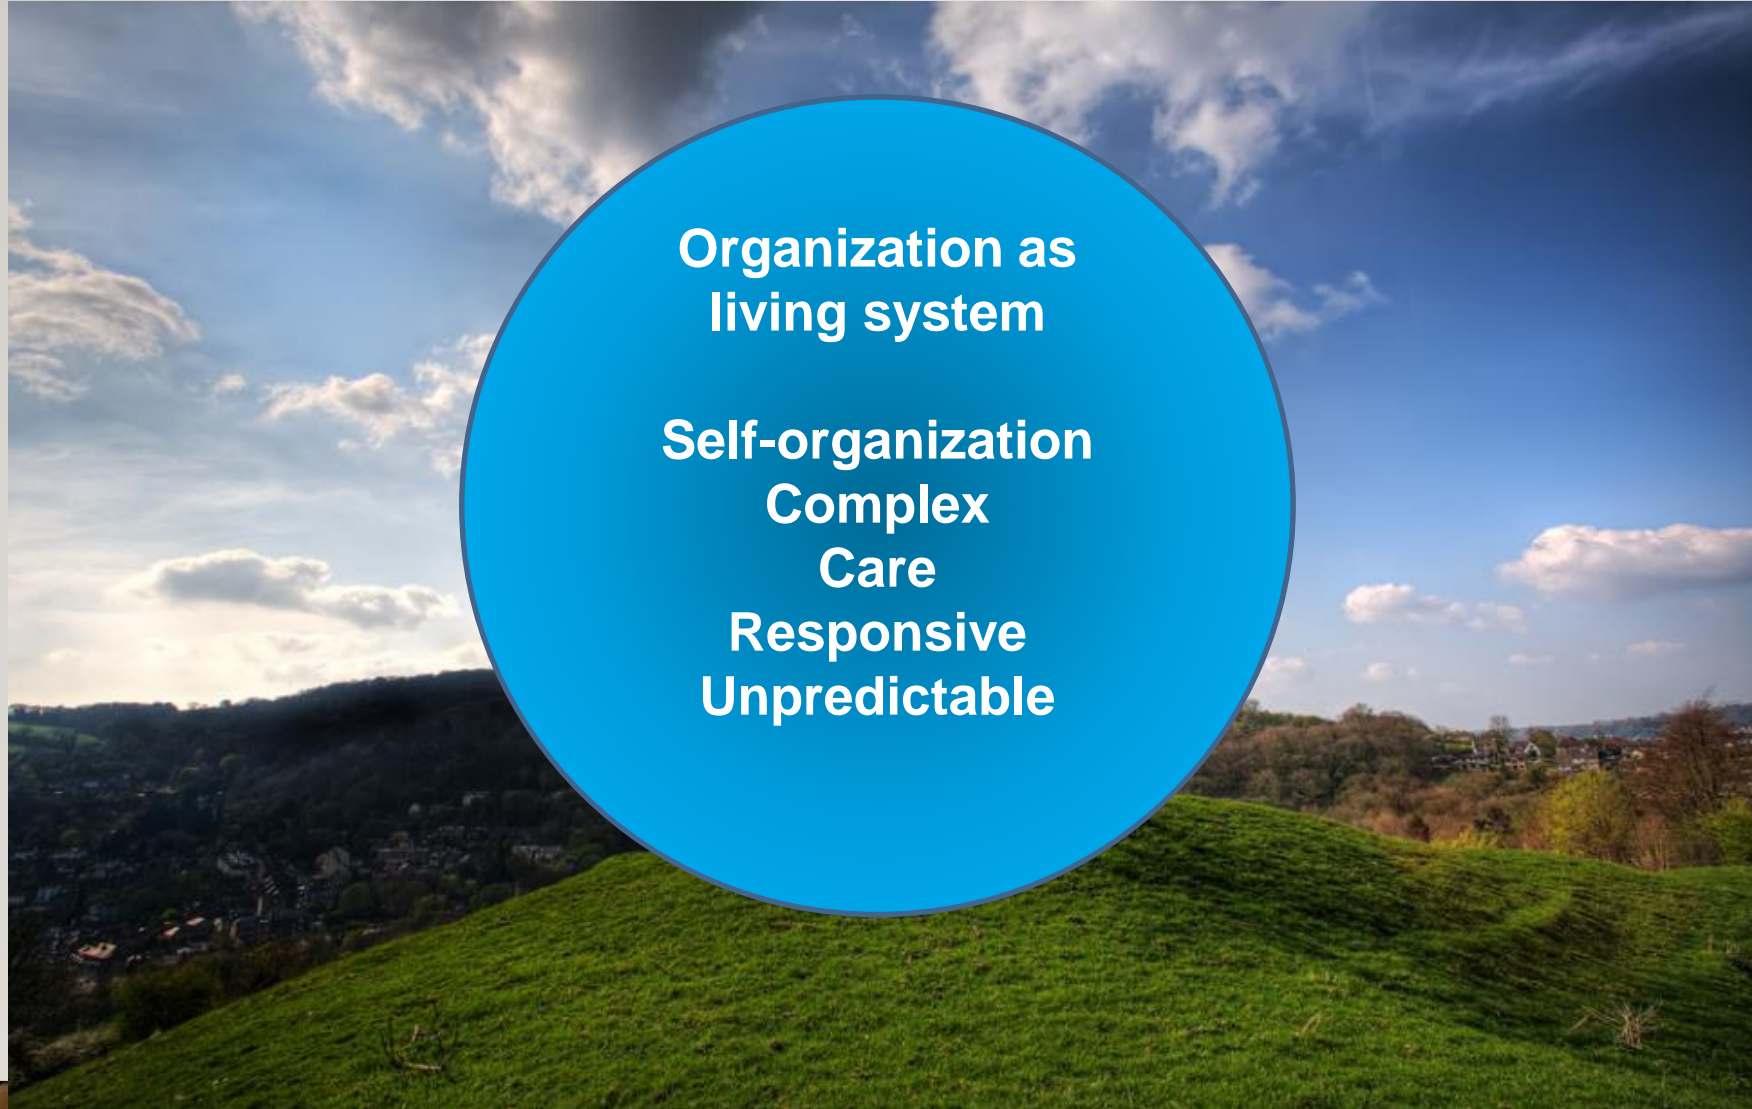 Organization as
living system
Self-organization
Complex
Care
Responsive
Unpredictable